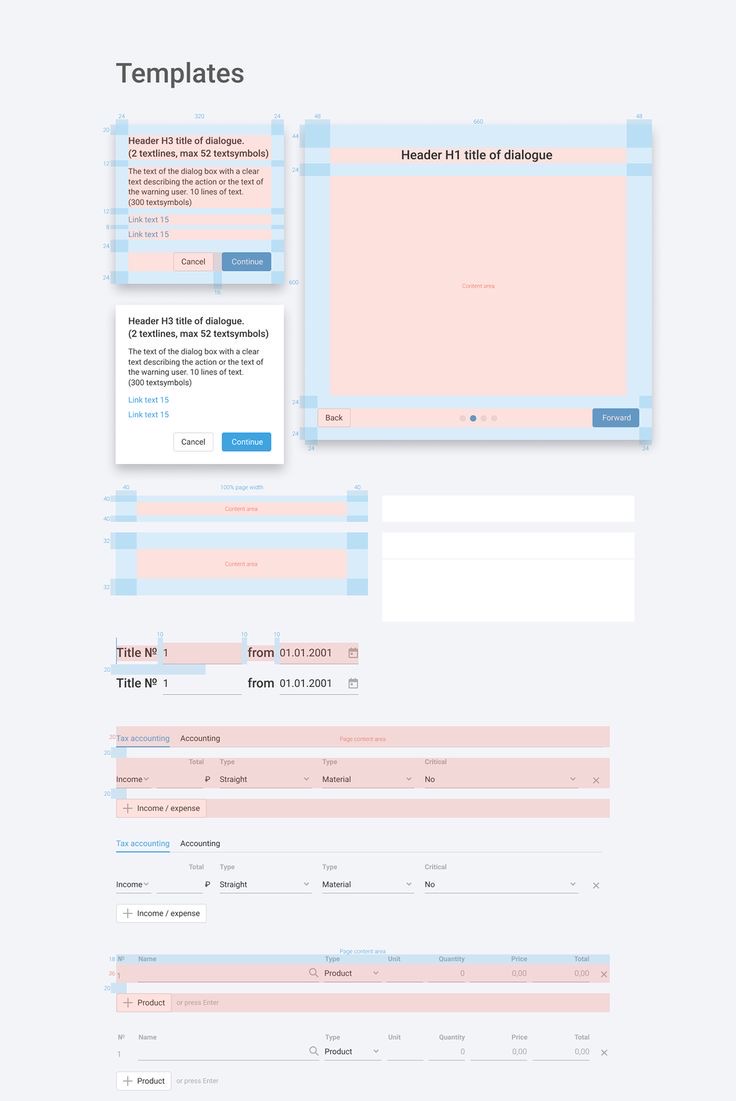 Templates
24 320 24
20
Header H3 title of dialogue.
(2 textlines, max 52 textsymbols)
12
The text of the dialog box with a clear
text describing the action or the text of
the warning user. 10 lines of text.
(300 textsymbols)
12
Link text 15
8
Link text 15
24
Cancel Continue
24
16
48 660 48
44
Header H1 title of dialogue
24
Content area
600
24
Back Forward
24
24 24
Header H3 title of dialogue.
(2 textlines, max 52 textsymbols)
The text of the dialog box with a clear
text describing the action or the text of
the warning user. 10 lines of text.
(300 textsymbols)
Link text 15
Link text 15
Cancel Continue
40 100% page width 40
40
Content area
40
32
Content area
32
10 10 10
Title № 1 from 01.01.2001
20
Title № 1 from 01.01.2001
20 Tax accounting Accounting Page content area
20
Total Type Type Critical
Income ₽ Straight Material No
20
Income / expense
Tax accounting Accounting
Total Type Type Critical
Income ₽ Straight Material No
Income / expense
Page content area
18 № Name Type Unit Quantity Price Total
1 Product 0 0,00 0,00
20
Product or press Enter
№ Name Type Unit Quantity Price Total
1 Product 0 0,00 0,00
Product or press Enter